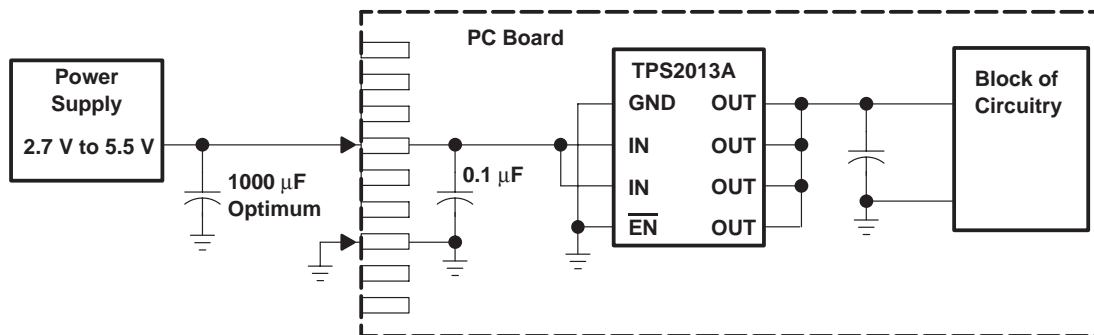 PC Board
Power
Supply
2.7 V to 5.5 V
1000 μF
Optimum
0.1 μF
TPS2013A
GND OUT
IN OUT
IN OUT
E̅N̅ OUT
Block of
Circuitry